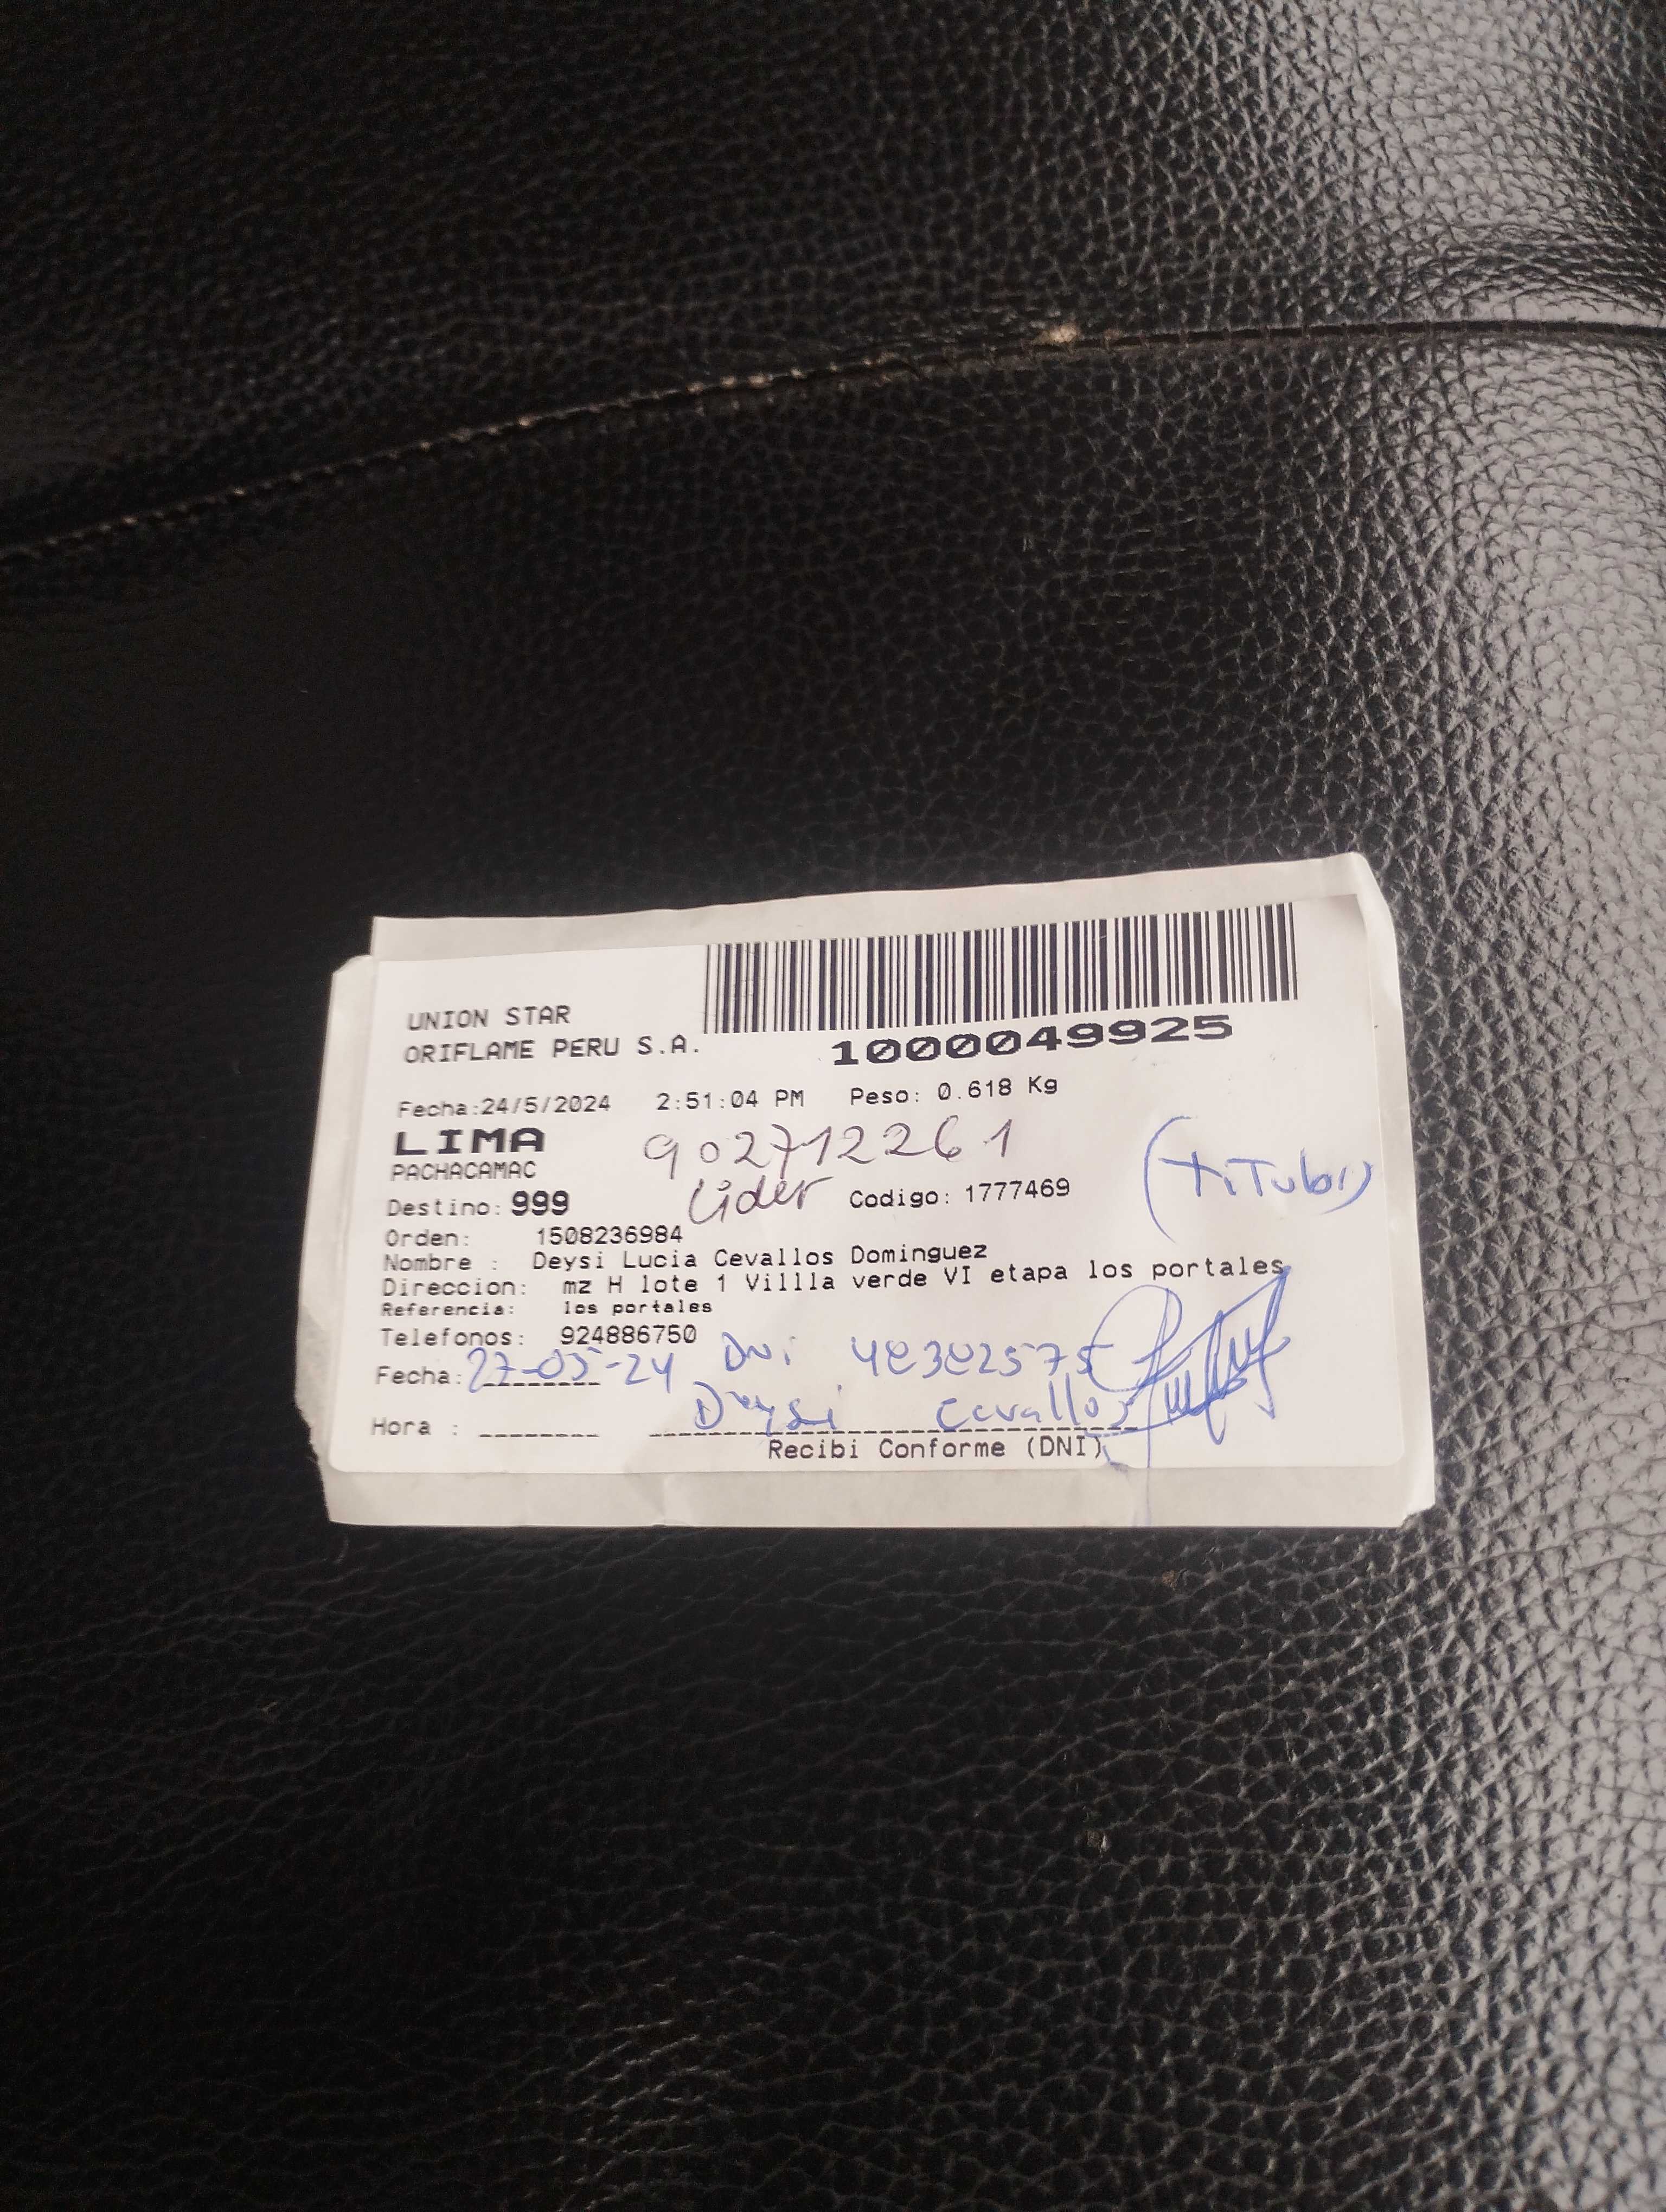 UNION STAR
ORIFLAME PERU S.A.
1000049925
Fecha:24/5/2024 2:51:04 PM Peso: 0.618 Kg
LIMA 902712261
PACHACAMAC
Lider
Destino: 999 Codigo: 1777469
Orden: 1508236984
Nombre : Deysi Lucia Cevallos Dominguez
Direccion: mz H lote 1 Villla verde VI etapa los portales
Referencia: los portales
Telefonos: 924886750
Fecha: 27-05-24 Dni
Deysi Cevallos
Hora :
Recibi Conforme (DNI)